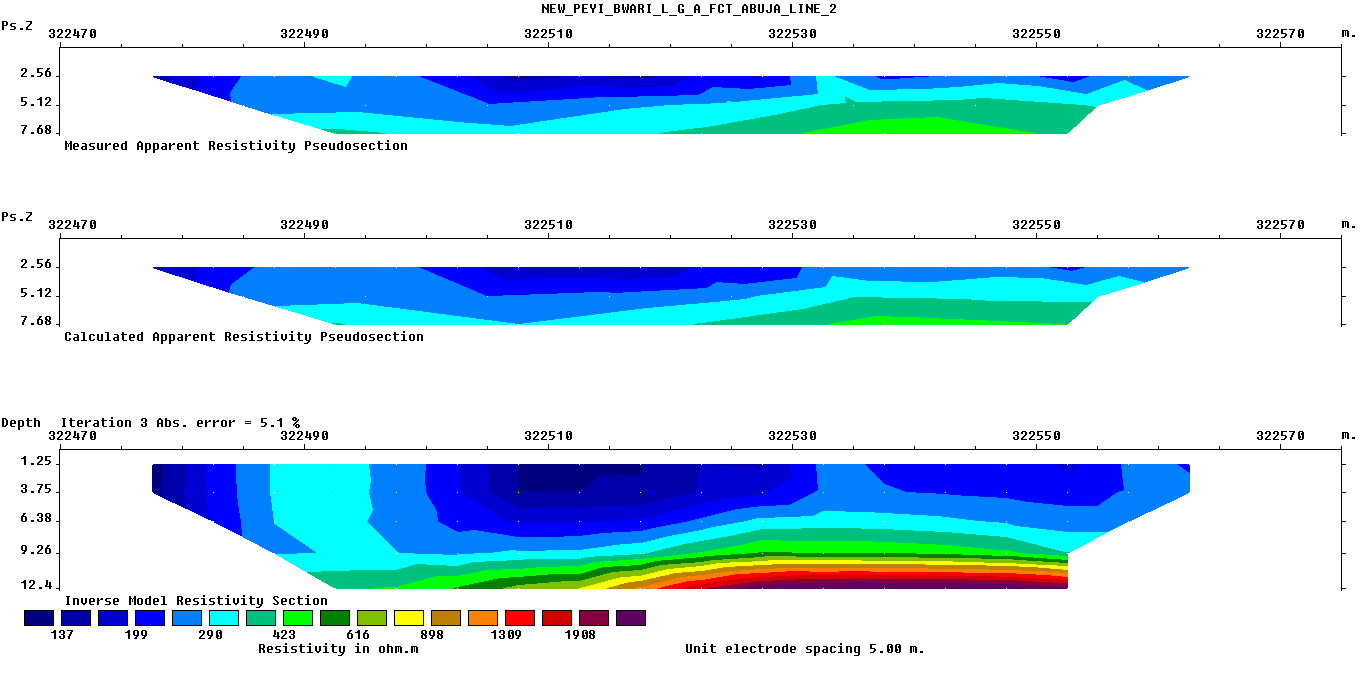 NEW_PEYI_BWARI_L_G_A_FCT_ABUJA_LINE_2
Ps.Z 322470 322490 322510 322530 322550 322570 m.
2.56
5.12
7.68
Measured Apparent Resistivity Pseudosection
Ps.Z 322470 322490 322510 322530 322550 322570 m.
2.56
5.12
7.68
Calculated Apparent Resistivity Pseudosection
Depth Iteration 3 Abs. error = 5.1 %
322470 322490 322510 322530 322550 322570 m.
1.25
3.75
6.38
9.26
12.4
Inverse Model Resistivity Section
137 199 290 423 616 898 1309 1908
Resistivity in ohm.m Unit electrode spacing 5.00 m.